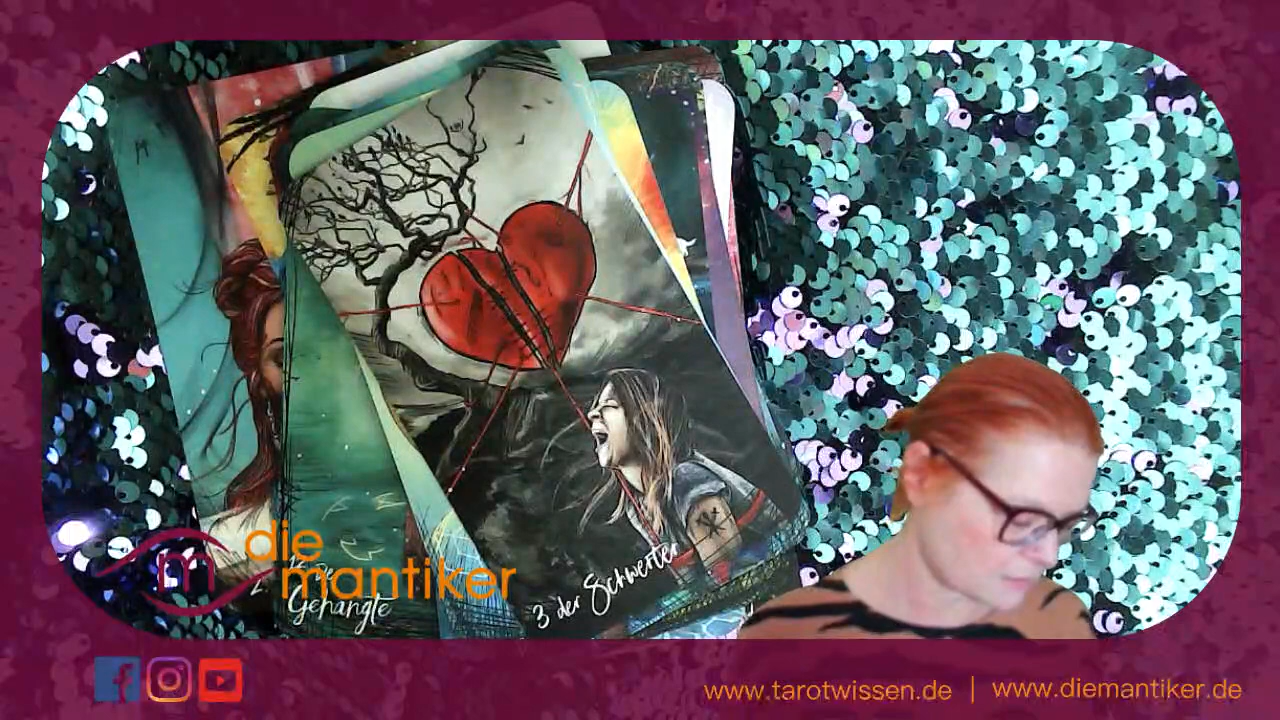 die
mantiker
m
Gehängte
3 der Schwerter
www.tarotwissen.de | www.diemantiker.de